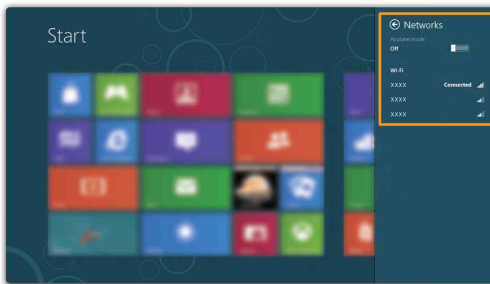 Start
Networks
Airplane mode
Off
Wi-Fi
XXXX Connected
XXXX
XXXX